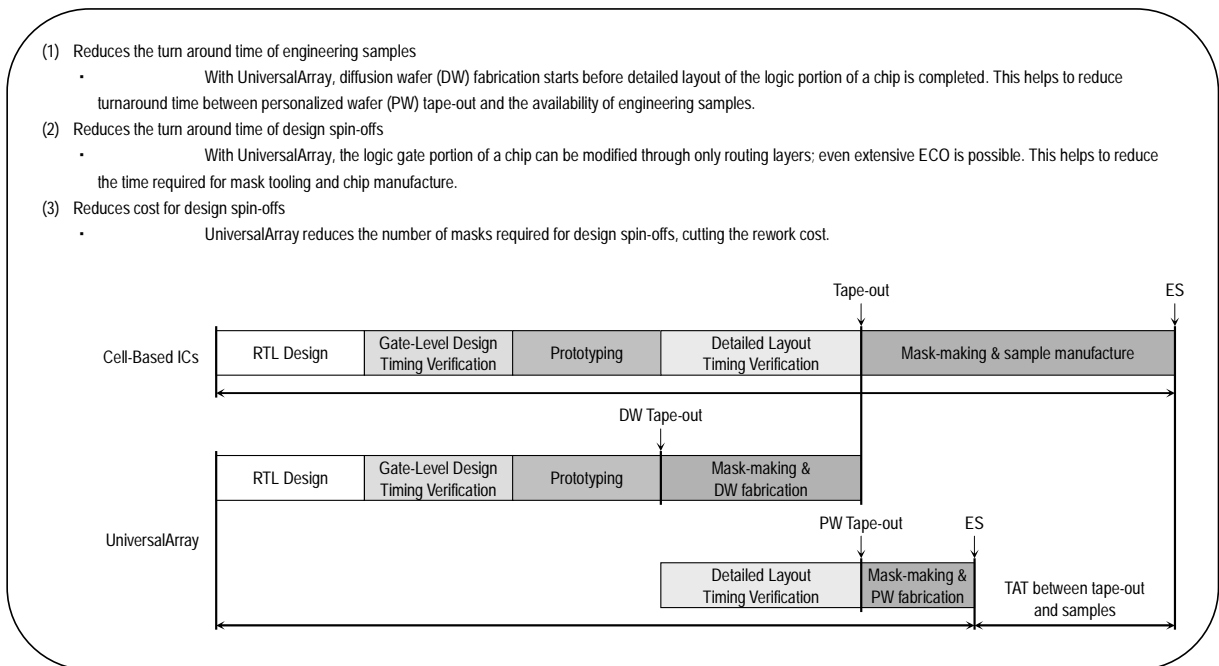 (1) Reduces the turn around time of engineering samples
· With UniversalArray, diffusion wafer (DW) fabrication starts before detailed layout of the logic portion of a chip is completed. This helps to reduce
turnaround time between personalized wafer (PW) tape-out and the availability of engineering samples.
(2) Reduces the turn around time of design spin-offs
· With UniversalArray, the logic gate portion of a chip can be modified through only routing layers; even extensive ECO is possible. This helps to reduce
the time required for mask tooling and chip manufacture.
(3) Reduces cost for design spin-offs
· UniversalArray reduces the number of masks required for design spin-offs, cutting the rework cost.
Tape-out
ES
Cell-Based ICs
RTL Design
Gate-Level Design
Timing Verification
Prototyping
Detailed Layout
Timing Verification
Mask-making & sample manufacture
DW Tape-out
RTL Design
Gate-Level Design
Timing Verification
Prototyping
Mask-making &
DW fabrication
UniversalArray
PW Tape-out
ES
Detailed Layout
Timing Verification
Mask-making &
PW fabrication
TAT between tape-out
and samples